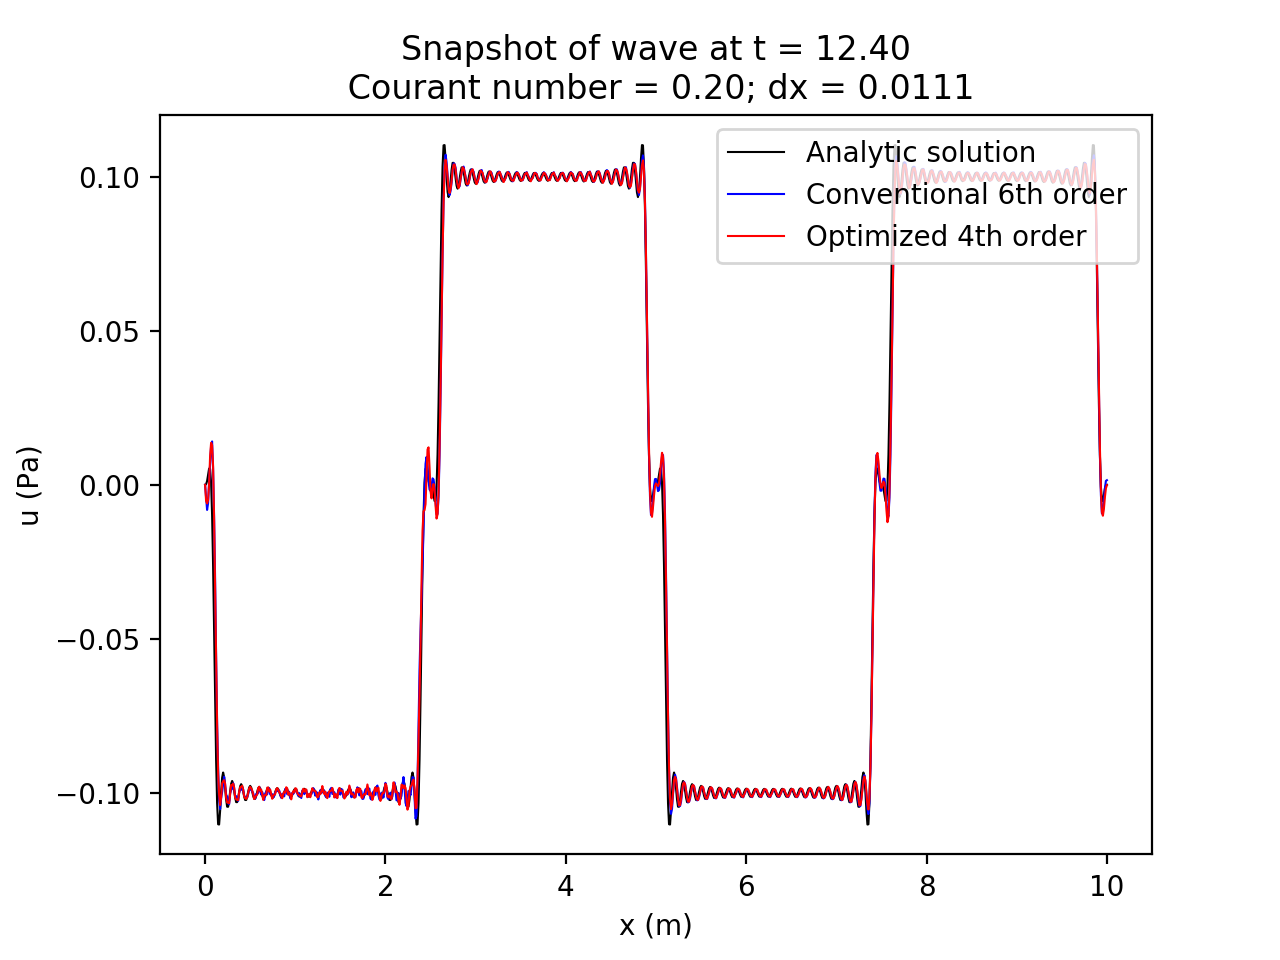 Snapshot of wave at t = 12.40
Courant number = 0.20; dx = 0.0111
Analytic solution
Conventional 6th order
Optimized 4th order
0.10
0.05
0.00
−0.05
−0.10
u (Pa)
0 2 4 6 8 10
x (m)